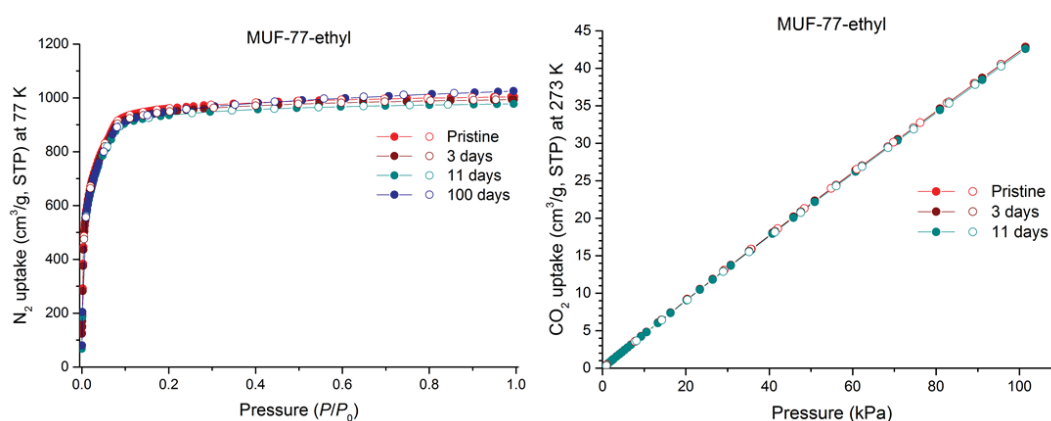 MUF-77-ethyl
1200
1000
800
600
400
200
0
N₂ uptake (cm³/g, STP) at 77 K
Pristine
3 days
11 days
100 days
0.0 0.2 0.4 0.6 0.8 1.0
Pressure (P/P₀)
MUF-77-ethyl
45
40
35
30
25
20
15
10
5
0
CO₂ uptake (cm³/g, STP) at 273 K
Pristine
3 days
11 days
0 20 40 60 80 100
Pressure (kPa)